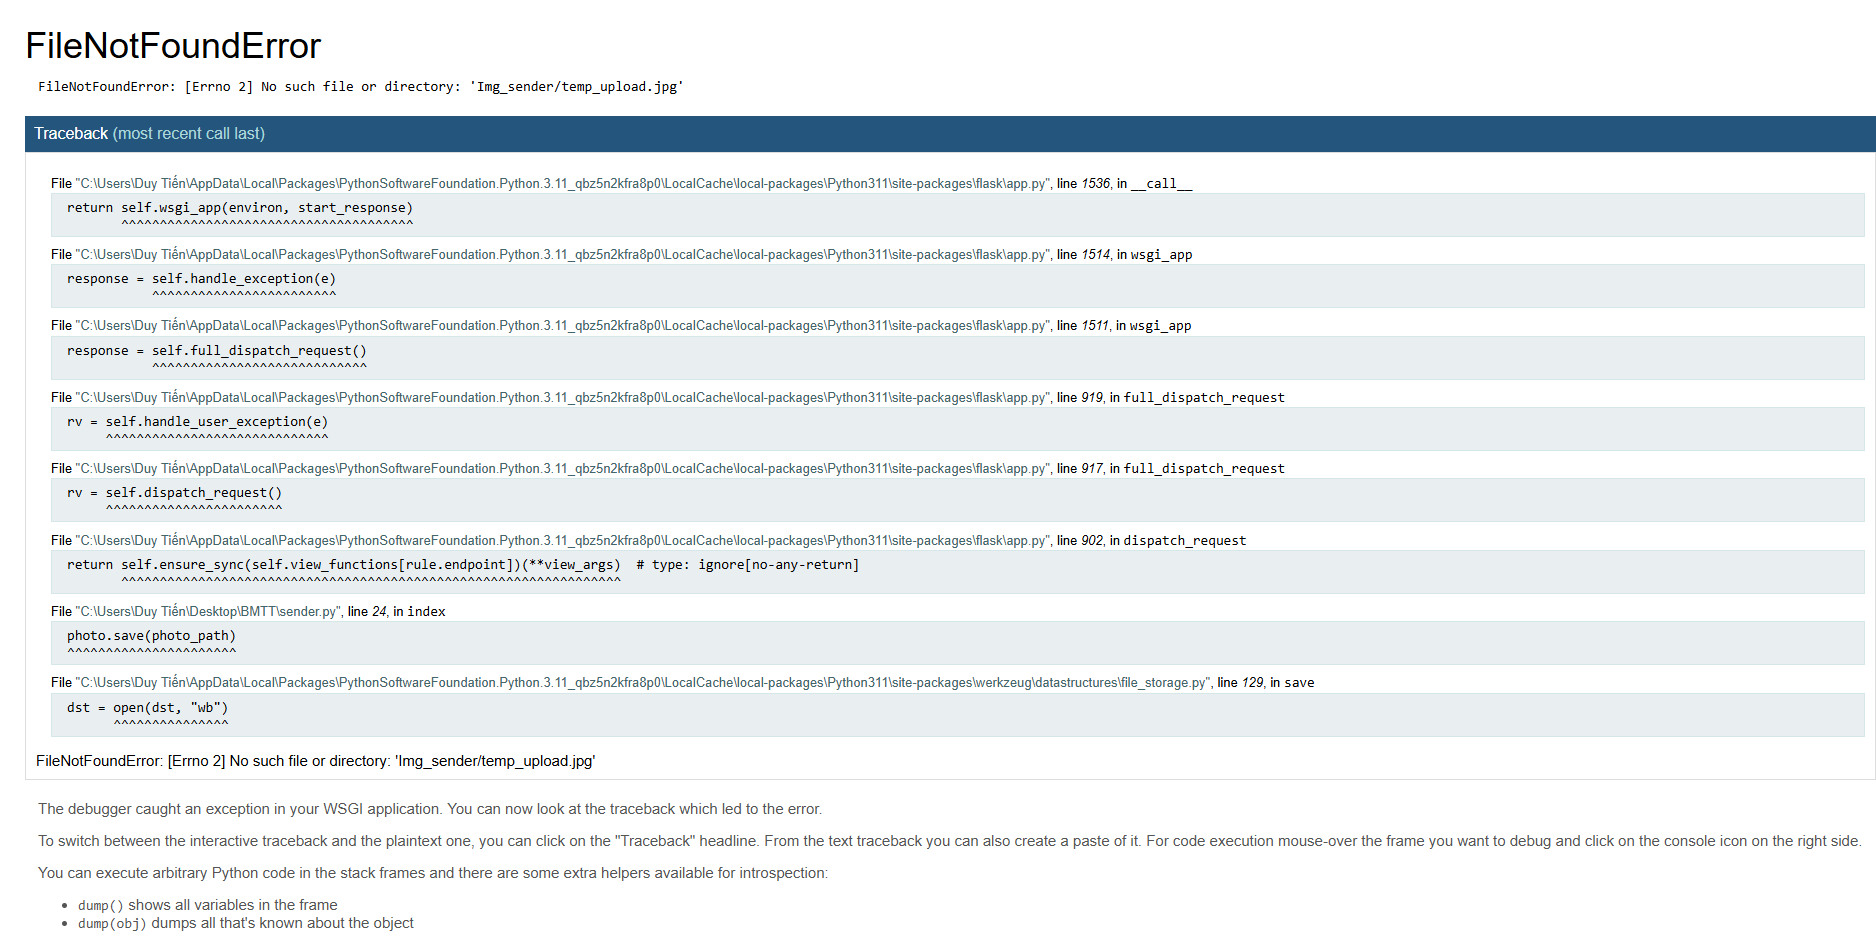 FileNotFoundError
FileNotFoundError: [Errno 2] No such file or directory: 'Img_sender/temp_upload.jpg'
Traceback (most recent call last)
File "C:\Users\Duy Tiến\AppData\Local\Packages\PythonSoftwareFoundation.Python.3.11_qbz5n2kfra8p0\LocalCache\local-packages\Python311\site-packages\flask\app.py", line 1536, in __call__
return self.wsgi_app(environ, start_response)
^^^^^^^^^^^^^^^^^^^^^^^^^^^^^^^^^^^^^^
File "C:\Users\Duy Tiến\AppData\Local\Packages\PythonSoftwareFoundation.Python.3.11_qbz5n2kfra8p0\LocalCache\local-packages\Python311\site-packages\flask\app.py", line 1514, in wsgi_app
response = self.handle_exception(e)
^^^^^^^^^^^^^^^^^^^^^^^^
File "C:\Users\Duy Tiến\AppData\Local\Packages\PythonSoftwareFoundation.Python.3.11_qbz5n2kfra8p0\LocalCache\local-packages\Python311\site-packages\flask\app.py", line 1511, in wsgi_app
response = self.full_dispatch_request()
^^^^^^^^^^^^^^^^^^^^^^^^^^^^
File "C:\Users\Duy Tiến\AppData\Local\Packages\PythonSoftwareFoundation.Python.3.11_qbz5n2kfra8p0\LocalCache\local-packages\Python311\site-packages\flask\app.py", line 919, in full_dispatch_request
rv = self.handle_user_exception(e)
^^^^^^^^^^^^^^^^^^^^^^^^^^^^^
File "C:\Users\Duy Tiến\AppData\Local\Packages\PythonSoftwareFoundation.Python.3.11_qbz5n2kfra8p0\LocalCache\local-packages\Python311\site-packages\flask\app.py", line 917, in full_dispatch_request
rv = self.dispatch_request()
^^^^^^^^^^^^^^^^^^^^^^^
File "C:\Users\Duy Tiến\AppData\Local\Packages\PythonSoftwareFoundation.Python.3.11_qbz5n2kfra8p0\LocalCache\local-packages\Python311\site-packages\flask\app.py", line 902, in dispatch_request
return self.ensure_sync(self.view_functions[rule.endpoint])(**view_args)  # type: ignore[no-any-return]
^^^^^^^^^^^^^^^^^^^^^^^^^^^^^^^^^^^^^^^^^^^^^^^^^^^^^^^^^^^^^^^^^
File "C:\Users\Duy Tiến\Desktop\BMTT\sender.py", line 24, in index
photo.save(photo_path)
^^^^^^^^^^^^^^^^^^^^^^
File "C:\Users\Duy Tiến\AppData\Local\Packages\PythonSoftwareFoundation.Python.3.11_qbz5n2kfra8p0\LocalCache\local-packages\Python311\site-packages\werkzeug\datastructures\file_storage.py", line 129, in save
dst = open(dst, "wb")
^^^^^^^^^^^^^^^
FileNotFoundError: [Errno 2] No such file or directory: 'Img_sender/temp_upload.jpg'
The debugger caught an exception in your WSGI application. You can now look at the traceback which led to the error.
To switch between the interactive traceback and the plaintext one, you can click on the "Traceback" headline. From the text traceback you can also create a paste of it. For code execution mouse-over the frame you want to debug and click on the console icon on the right side.
You can execute arbitrary Python code in the stack frames and there are some extra helpers available for introspection:
• dump() shows all variables in the frame
• dump(obj) dumps all that's known about the object